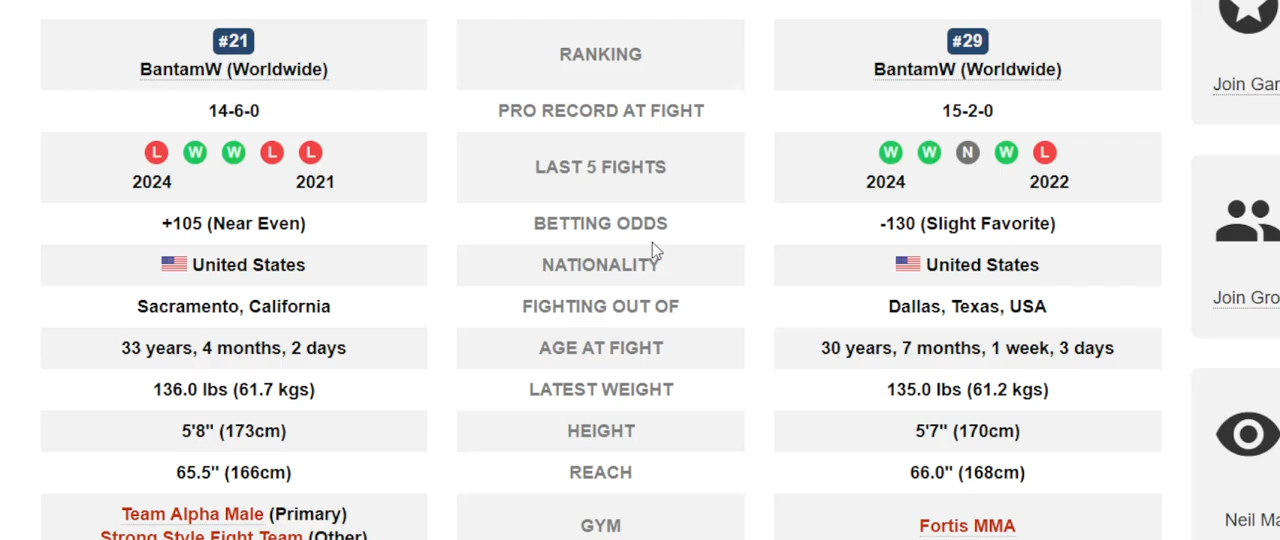 #21
RANKING
#29
BantamW (Worldwide)
BantamW (Worldwide)
14-6-0
PRO RECORD AT FIGHT
15-2-0
L W W L L
LAST 5 FIGHTS
W W N W L
2024 2021
2024 2022
+105 (Near Even)
BETTING ODDS
-130 (Slight Favorite)
United States
NATIONALITY
United States
Sacramento, California
FIGHTING OUT OF
Dallas, Texas, USA
33 years, 4 months, 2 days
AGE AT FIGHT
30 years, 7 months, 1 week, 3 days
136.0 lbs (61.7 kgs)
LATEST WEIGHT
135.0 lbs (61.2 kgs)
5'8" (173cm)
HEIGHT
5'7" (170cm)
65.5" (166cm)
REACH
66.0" (168cm)
Team Alpha Male (Primary)
Strong Style Fight Team (Other)
GYM
Fortis MMA
Join Gar
Join Gro
Neil Ma